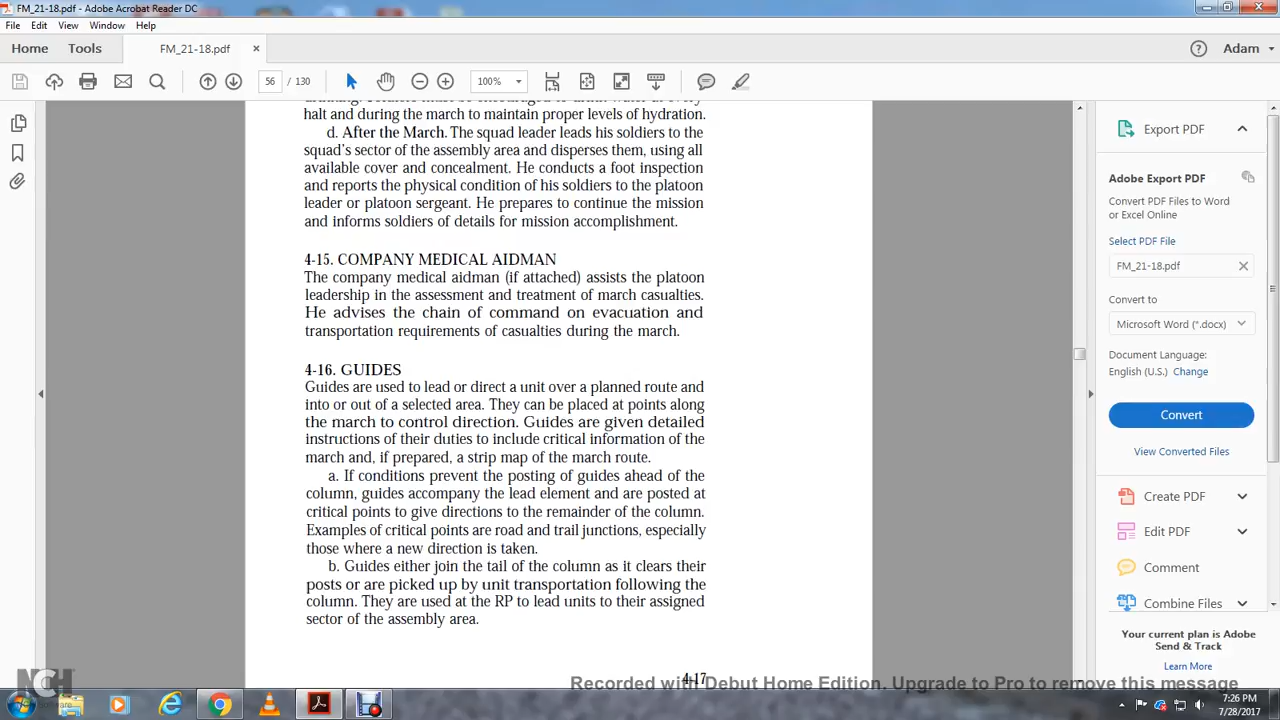 FM_21-18.pdf - Adobe Acrobat Reader DC
File Edit View Window Help
Home Tools FM_21-18.pdf × Adam
56 / 130 100%
halt and during the march to maintain proper levels of hydration.
d. After the March. The squad leader leads his soldiers to the
squad's sector of the assembly area and disperses them, using all
available cover and concealment. He conducts a foot inspection
and reports the physical condition of his soldiers to the platoon
leader or platoon sergeant. He prepares to continue the mission
and informs soldiers of details for mission accomplishment.
4-15. COMPANY MEDICAL AIDMAN
The company medical aidman (if attached) assists the platoon
leadership in the assessment and treatment of march casualties.
He advises the chain of command on evacuation and
transportation requirements of casualties during the march.
4-16. GUIDES
Guides are used to lead or direct a unit over a planned route and
into or out of a selected area. They can be placed at points along
the march to control direction. Guides are given detailed
instructions of their duties to include critical information of the
march and, if prepared, a strip map of the march route.
a. If conditions prevent the posting of guides ahead of the
column, guides accompany the lead element and are posted at
critical points to give directions to the remainder of the column.
Examples of critical points are road and trail junctions, especially
those where a new direction is taken.
b. Guides either join the tail of the column as it clears their
posts or are picked up by unit transportation following the
column. They are used at the RP to lead units to their assigned
sector of the assembly area.
4-17
Export PDF
Adobe Export PDF
Convert PDF Files to Word
or Excel Online
Select PDF File
FM_21-18.pdf
Convert to
Microsoft Word (*.docx)
Document Language:
English (U.S.) Change
Convert
View Converted Files
Create PDF
Edit PDF
Comment
Combine Files
Your current plan is Adobe
Send & Track
Learn More
NCH
Software
Recorded with Debut Home Edition. Upgrade to Pro to remove this message
7:26 PM
7/28/2017